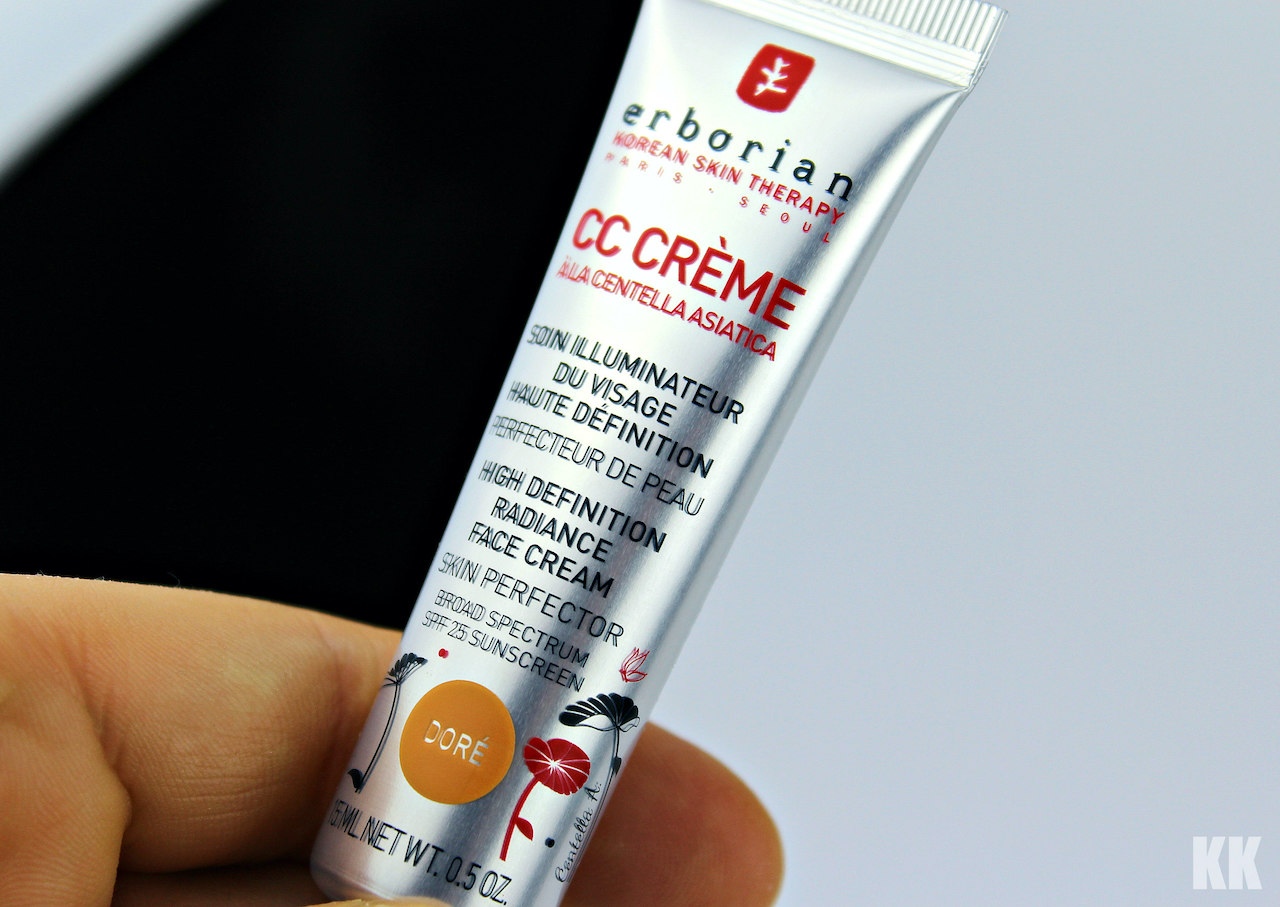 erborian
KOREAN SKIN THERAPY
PARIS - SEOUL
CC CRÈME
À LA CENTELLA ASIATICA
SOIN ILLUMINATEUR
DU VISAGE
HAUTE DÉFINITION
PERFECTEUR DE PEAU
HIGH DEFINITION
RADIANCE
FACE CREAM
SKIN PERFECTOR
BROAD SPECTRUM
SPF 25 SUNSCREEN
DORÉ
Centella A.
15ML NET WT. 0.5 OZ.
KK